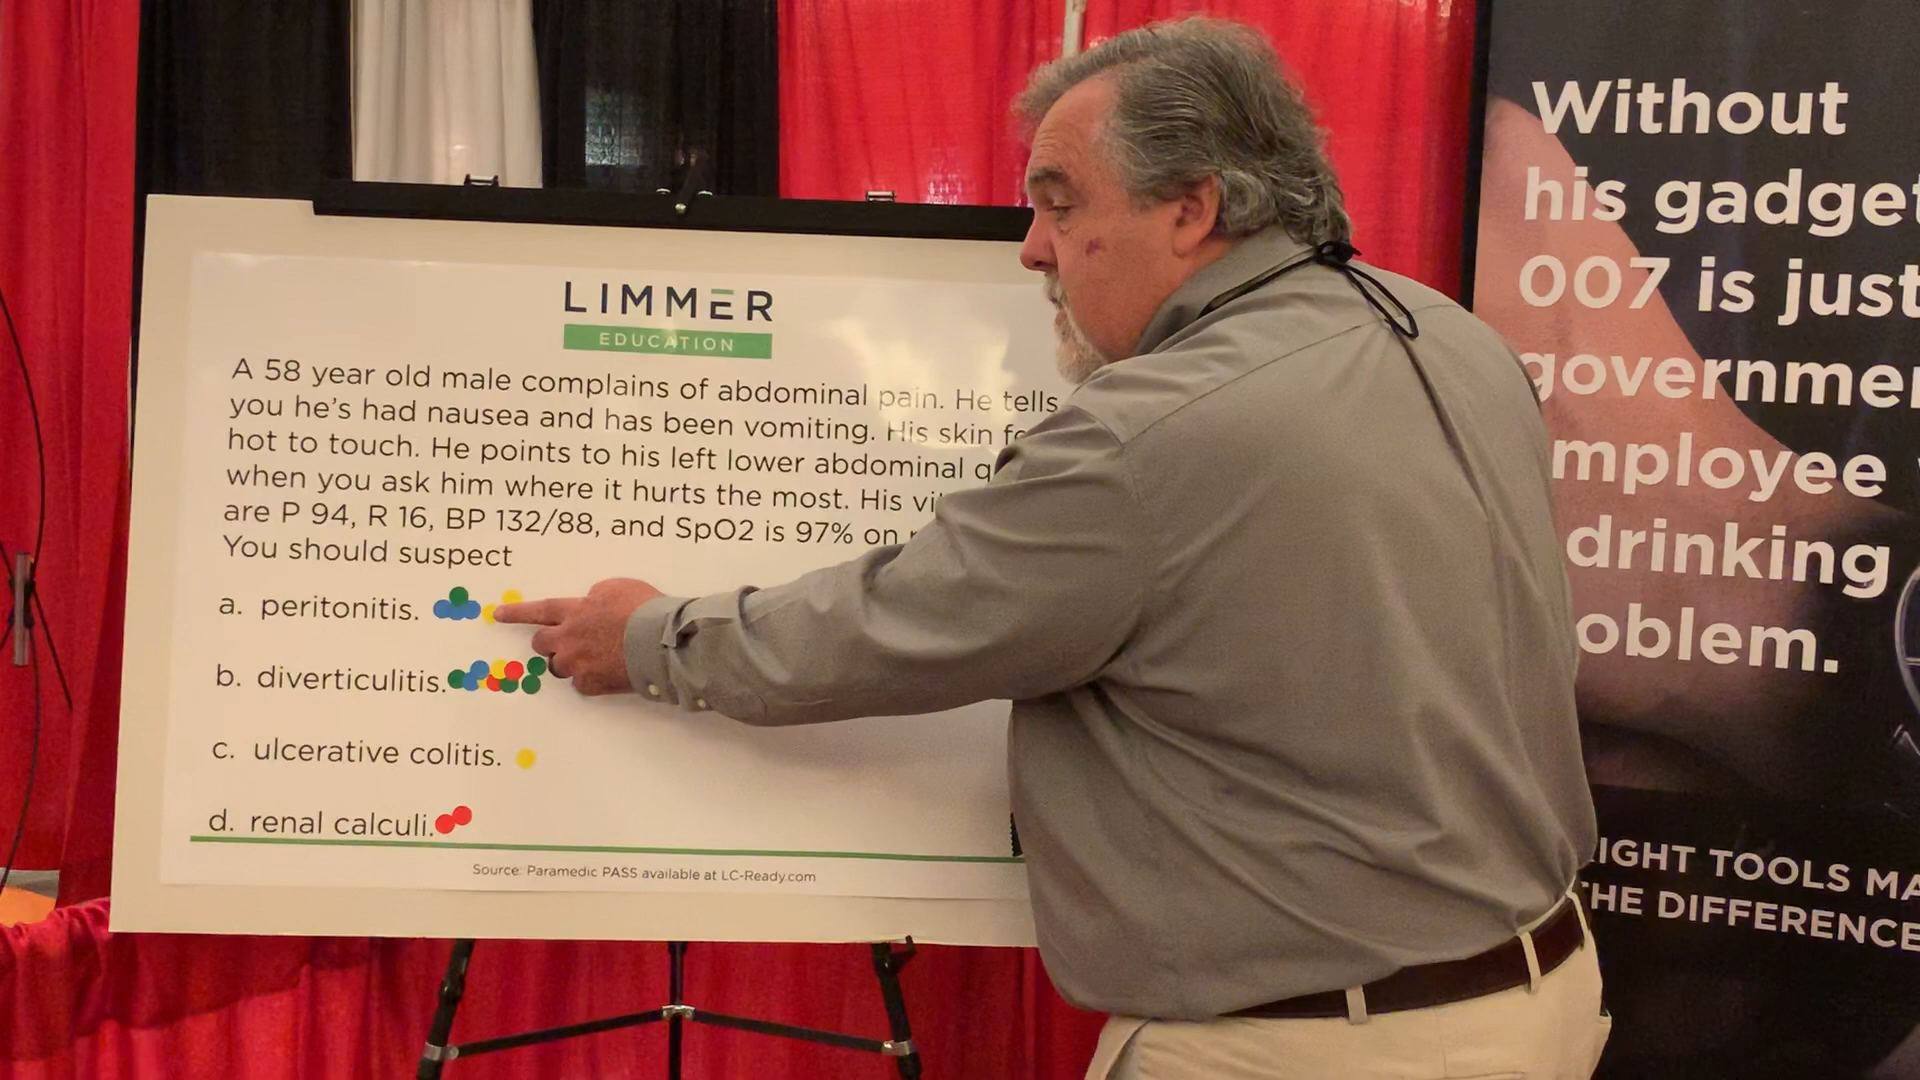 LIMMER
EDUCATION
A 58 year old male complains of abdominal pain. He tells
you he's had nausea and has been vomiting. His skin
hot to touch. He points to his left lower abdominal
when you ask him where it hurts the most. His
are P 94, R 16, BP 132/88, and SpO2 is 97% on
You should suspect
a. peritonitis.
b. diverticulitis.
c. ulcerative colitis.
d. renal calculi.
Source: Paramedic PASS available at LC-Ready.com
Without
his gadget
007 is just
governme
mployee
drinking
oblem.
IGHT TOOLS MA
THE DIFFERENCE